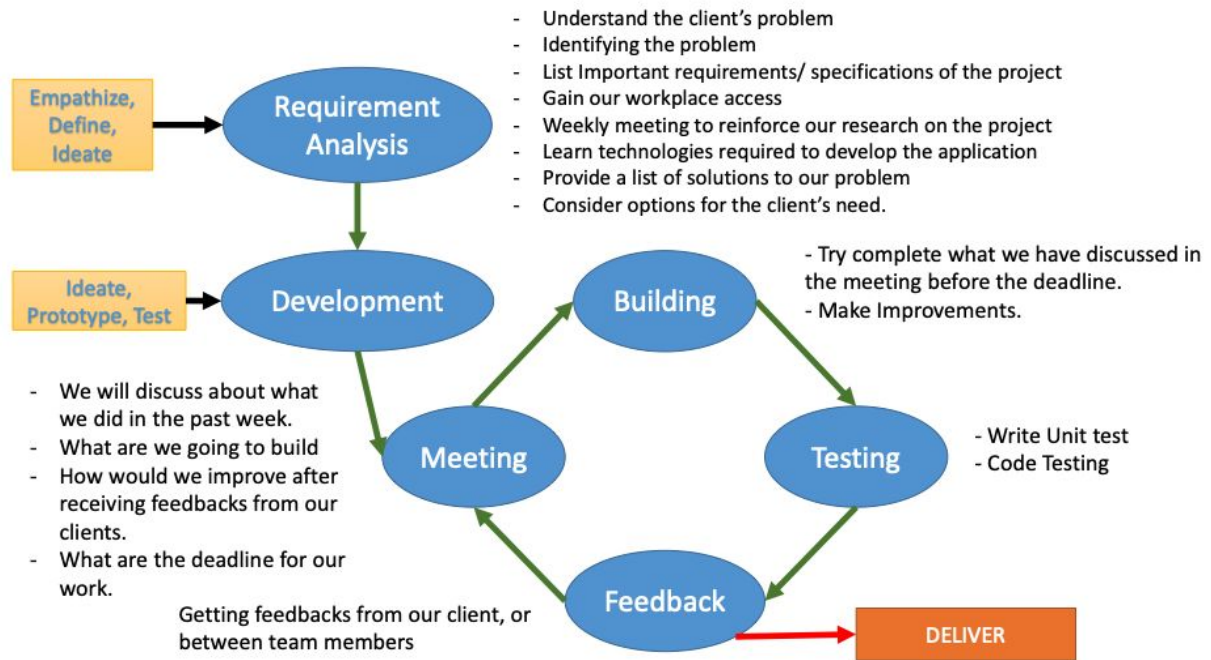 - Understand the client's problem
- Identifying the problem
- List Important requirements/ specifications of the project
- Gain our workplace access
- Weekly meeting to reinforce our research on the project
- Learn technologies required to develop the application
- Provide a list of solutions to our problem
- Consider options for the client's need.
Empathize,
Define,
Ideate
Requirement
Analysis
Ideate,
Prototype, Test
Development
Building
- Try complete what we have discussed in
the meeting before the deadline.
- Make Improvements.
- We will discuss about what
we did in the past week.
- What are we going to build
- How would we improve after
receiving feedbacks from our
clients.
- What are the deadline for our
work.
Meeting
Testing
- Write Unit test
- Code Testing
Getting feedbacks from our client, or
between team members
Feedback
DELIVER